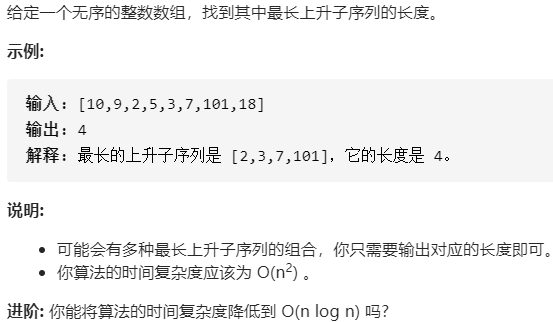 给定一个无序的整数数组，找到其中最长上升子序列的长度。
示例:
输入: [10,9,2,5,3,7,101,18]
输出: 4
解释: 最长的上升子序列是 [2,3,7,101]，它的长度是 4。
说明:
• 可能会有多种最长上升子序列的组合，你只需要输出对应的长度即可。
• 你算法的时间复杂度应该为 O(n²) 。
进阶: 你能将算法的时间复杂度降低到 O(n log n) 吗?